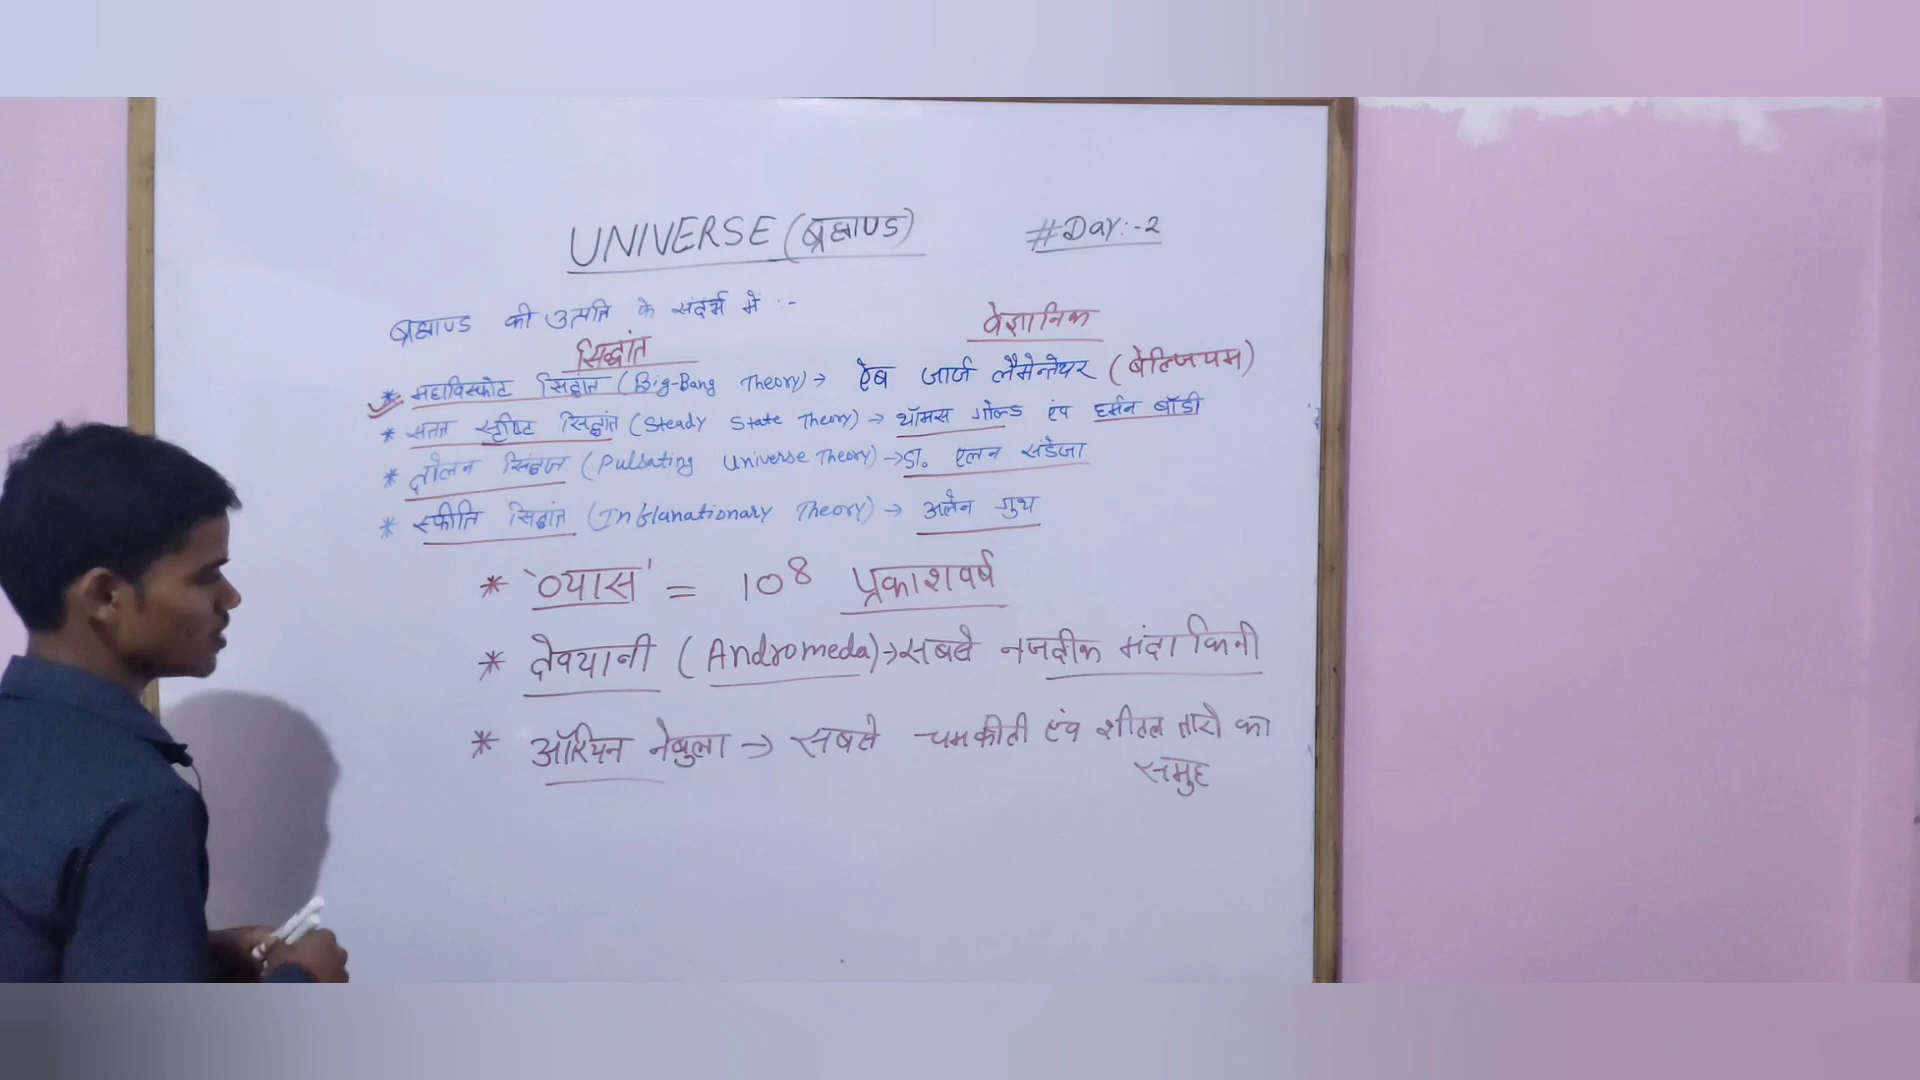 UNIVERSE (ब्रह्माण्ड) #Day:-2
ब्रह्माण्ड की उत्पत्ति के संदर्भ में :-
सिद्धांत वैज्ञानिक
* महाविस्फोट सिद्धांत (Big-Bang Theory) → ऐब जार्ज लैमेन्तेयर (बेल्जियम)
* सतत सृष्टि सिद्धांत (Steady State Theory) → थॉमस गोल्ड एंव हर्मन बॉडी
* दोलन सिद्धांत (Pulsating Universe Theory) → डा० एलन संडेजा
* स्फीति सिद्धांत (Inflanationary Theory) → अलेन गुथ
* 'व्यास' = 10⁸ प्रकाशवर्ष
* देवयानी (Andromeda) → सबसे नजदीक मंदाकिनी
* ऑरियन नेबुला → सबसे चमकीली एंव शीतल तारो का
समुह